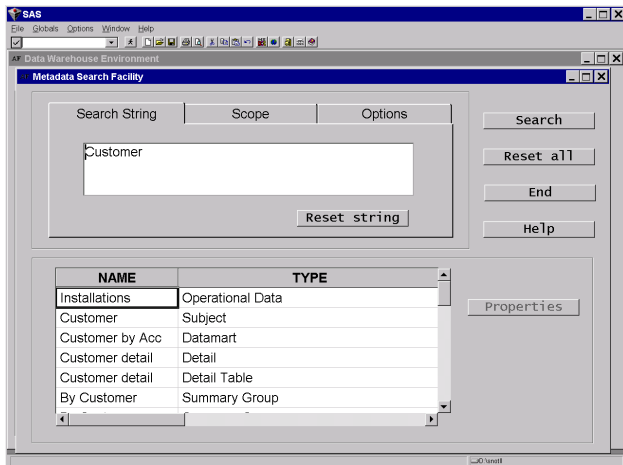 SAS
File Globals Options Window Help
Data Warehouse Environment
Metadata Search Facility
Search String Scope Options
Customer
Reset string
Search
Reset all
End
Help
NAME TYPE
Installations Operational Data
Customer Subject
Customer by Acc Datamart
Customer detail Detail
Customer detail Detail Table
By Customer Summary Group
Properties